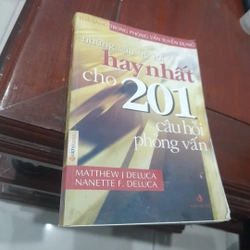 TRONG PHỎNG VẤN TUYỂN DỤNG
hay nhất
cho 201
câu hỏi
phỏng vấn
MATTHEW J DELUCA
NANETTE F. DELUCA